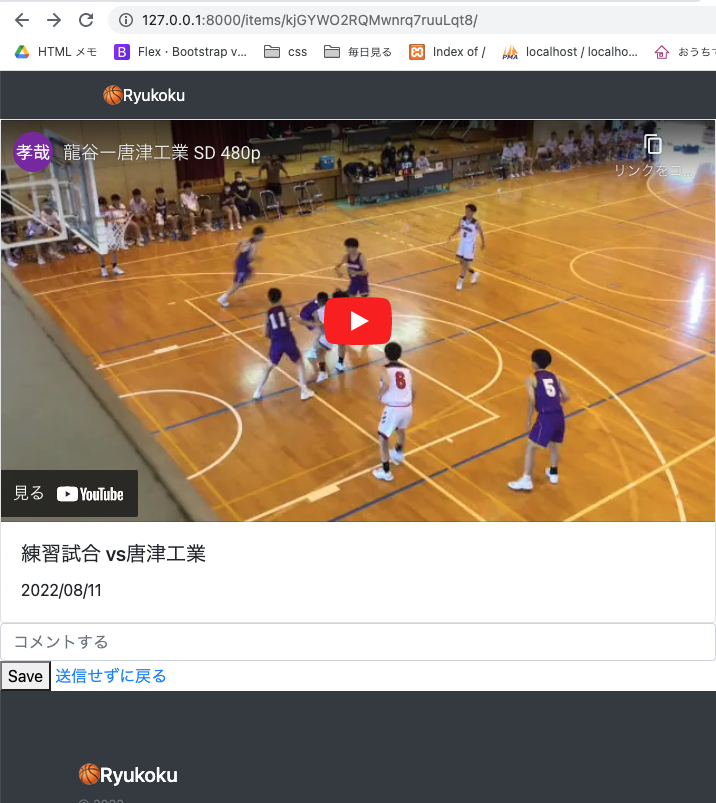 127.0.0.1:8000/items/kjGYWO2RQMwnrq7ruuLqt8/
HTML メモ
Flex · Bootstrap v...
css
毎日見る
Index of /
PMA
localhost / localho...
おうちで
Ryukoku
孝哉
龍谷ー唐津工業 SD 480p
リンクをコ...
11
6
5
見る YouTube
練習試合 vs唐津工業
2022/08/11
コメントする
Save 送信せずに戻る
Ryukoku
© 2022